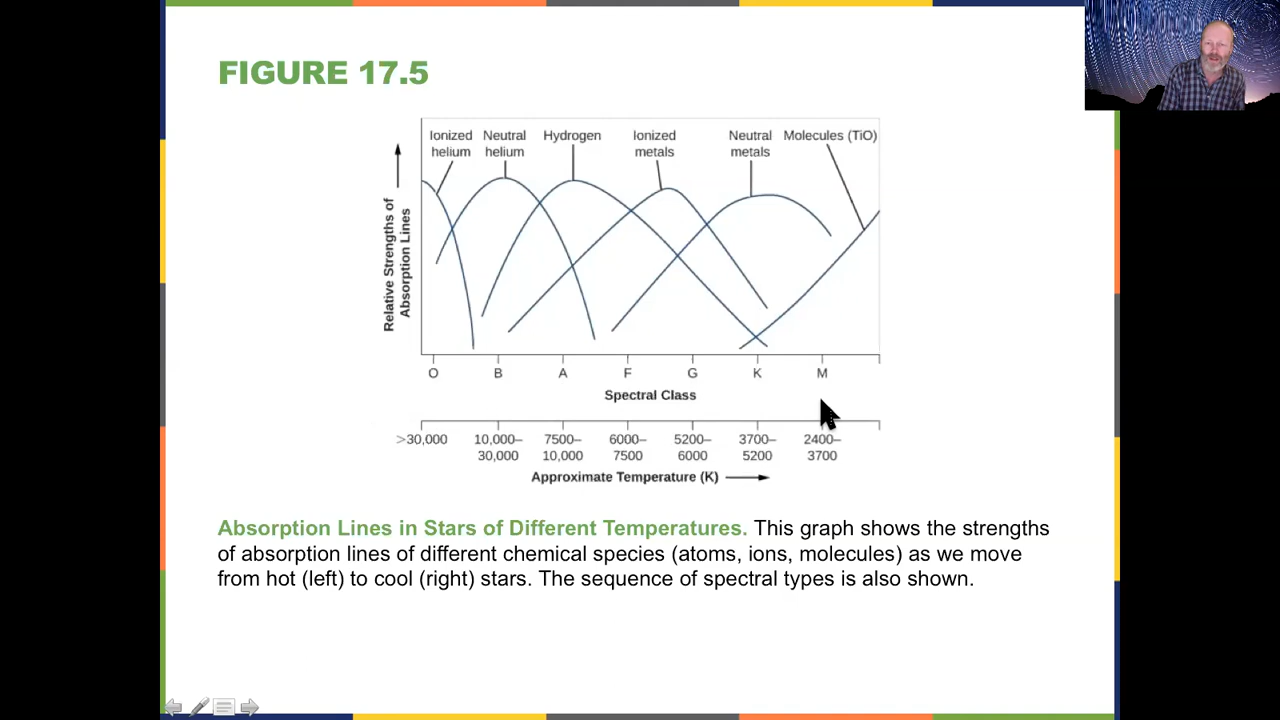 FIGURE 17.5
Ionized Neutral Hydrogen Ionized Neutral Molecules (TiO)
helium helium metals metals
Relative Strengths of
Absorption Lines
O B A F G K M
Spectral Class
>30,000 10,000– 7500– 6000– 5200– 3700– 2400–
30,000 10,000 7500 6000 5200 3700
Approximate Temperature (K)
Absorption Lines in Stars of Different Temperatures. This graph shows the strengths
of absorption lines of different chemical species (atoms, ions, molecules) as we move
from hot (left) to cool (right) stars. The sequence of spectral types is also shown.